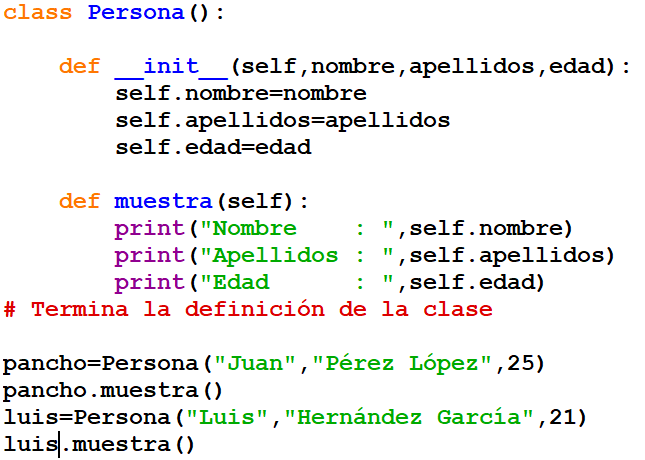 class Persona():
    def __init__(self,nombre,apellidos,edad):
        self.nombre=nombre
        self.apellidos=apellidos
        self.edad=edad
    def muestra(self):
        print("Nombre    : ",self.nombre)
        print("Apellidos : ",self.apellidos)
        print("Edad      : ",self.edad)
# Termina la definición de la clase
pancho=Persona("Juan","Pérez López",25)
pancho.muestra()
luis=Persona("Luis","Hernández García",21)
luis.muestra()